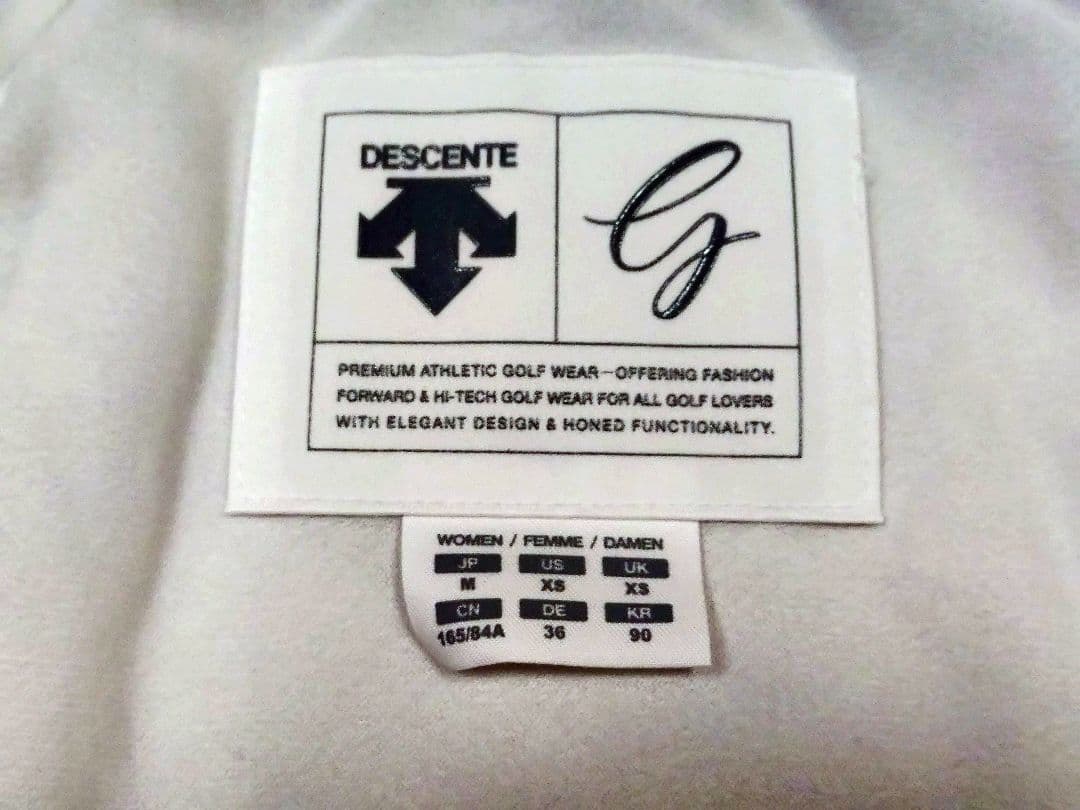 DESCENTE
G
PREMIUM ATHLETIC GOLF WEAR—OFFERING FASHION
FORWARD & HI-TECH GOLF WEAR FOR ALL GOLF LOVERS
WITH ELEGANT DESIGN & HONED FUNCTIONALITY.
WOMEN / FEMME / DAMEN
JP US UK
M XS XS
CN DE KR
165/84A 36 90